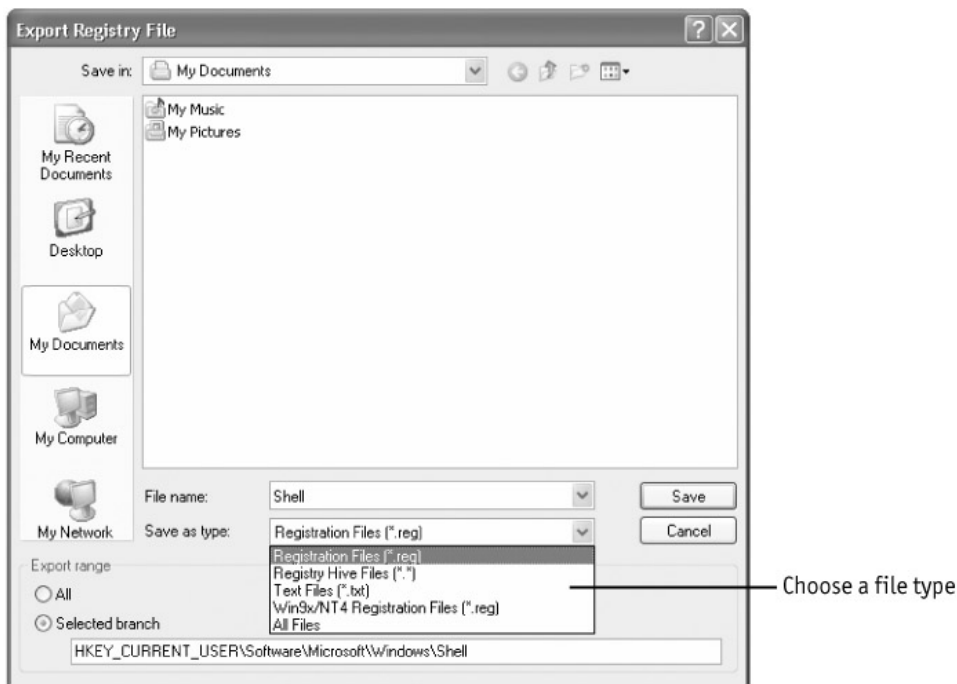 Export Registry File
Save in:
My Documents
My Music
My Pictures
My Recent
Documents
Desktop
My Documents
My Computer
My Network
File name:
Shell
Save
Save as type:
Registration Files (*.reg)
Cancel
Registration Files (*.reg)
Registry Hive Files (*.*)
Text Files (*.txt)
Win9x/NT4 Registration Files (*.reg)
All Files
Choose a file type
Export range
All
Selected branch
HKEY_CURRENT_USER\Software\Microsoft\Windows\Shell